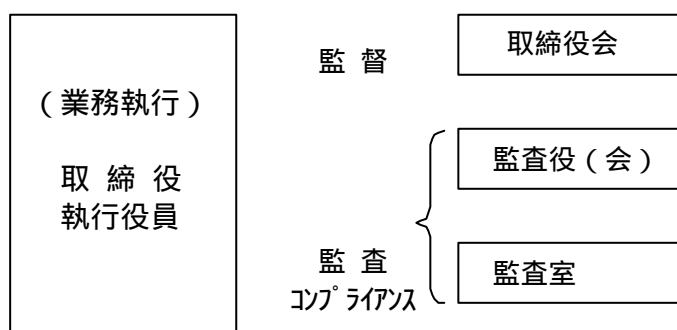 (業務執行)
取 締 役
執行役員
監 督
取締役会
監査役(会)
監 査
コンプライアンス
監査室